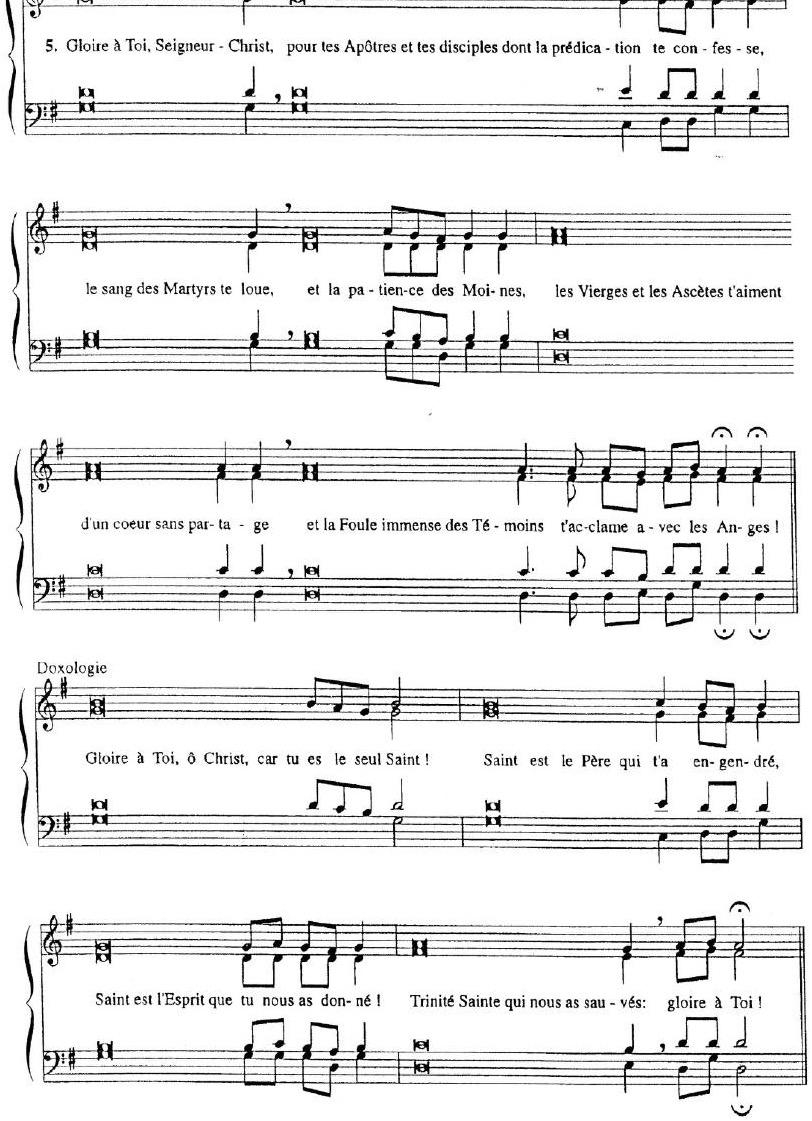 5. Gloire à Toi, Seigneur - Christ, pour tes Apôtres et tes disciples dont la prédica - tion te con - fes - se,
le sang des Martyrs te loue, et la pa - tien-ce des Moi- nes, les Vierges et les Ascètes t'aiment
d'un coeur sans par- ta - ge et la Foule immense des Té - moins t'ac-clame a - vec les An- ges !
Doxologie
Gloire à Toi, ô Christ, car tu es le seul Saint ! Saint est le Père qui t'a en- gen- dré,
Saint est l'Esprit que tu nous as don- né ! Trinité Sainte qui nous as sau - vés: gloire à Toi !